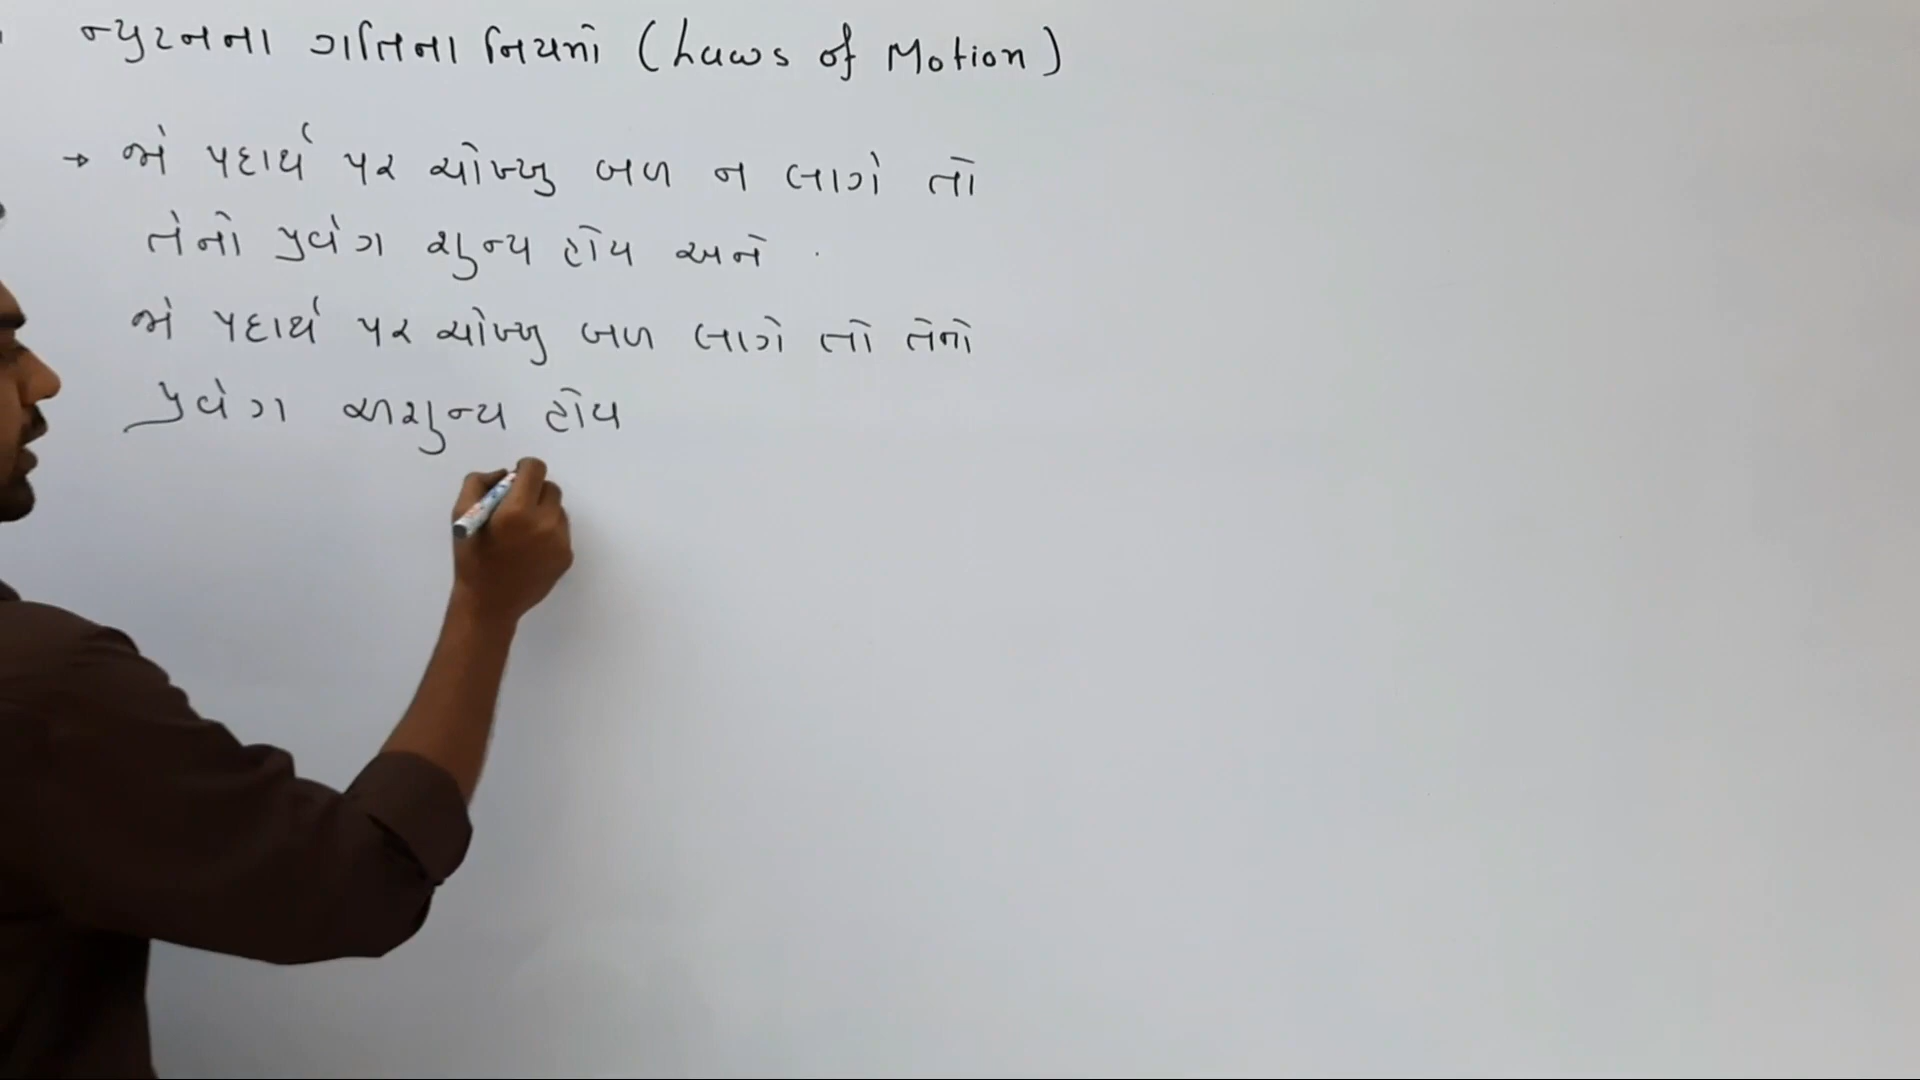 ન્યુટનના ગતિના નિયમો (Laws of Motion)
→ જો પદાર્થ પર ચોખ્ખુ બળ ન લાગે તો
તેનો પ્રવેગ શુન્ય હોય અને
જો પદાર્થ પર ચોખ્ખુ બળ લાગે તો તેનો
પ્રવેગ અશુન્ય હોય